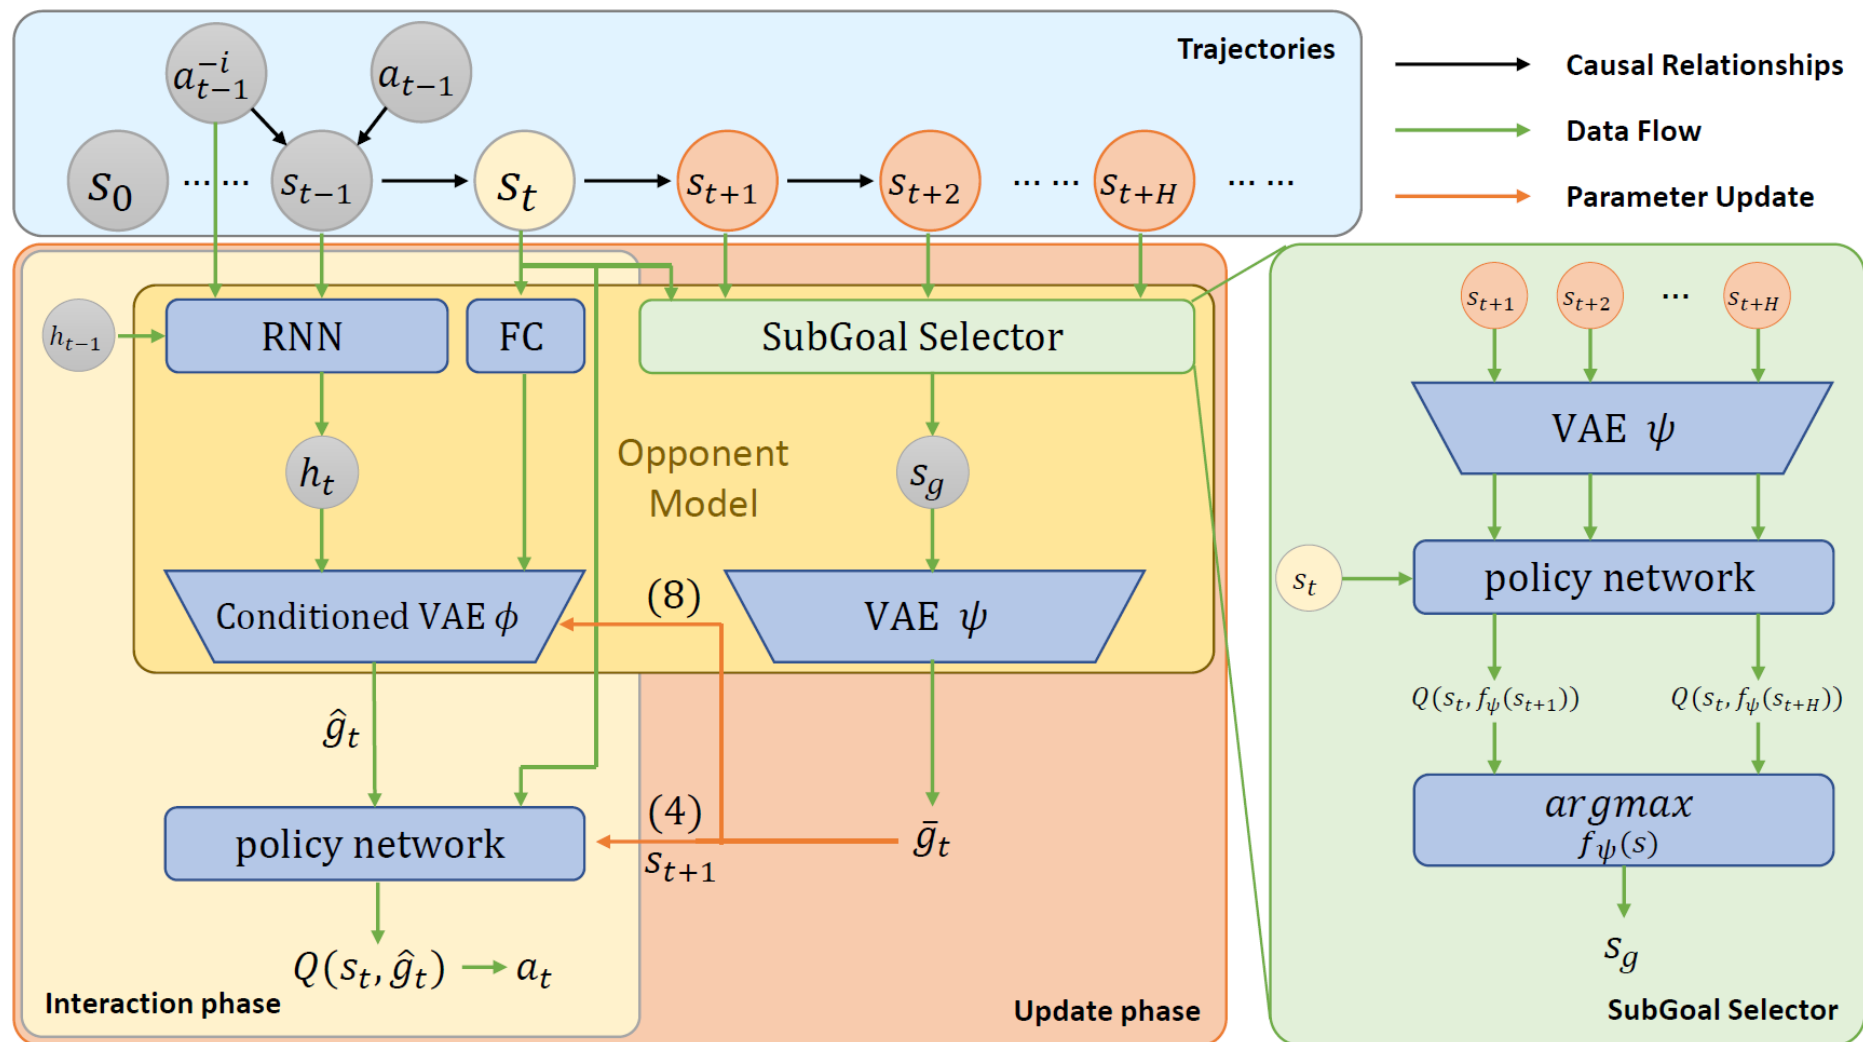 Trajectories
a_{t-1}^{-i}
a_{t-1}
s_0
... ...
s_{t-1}
s_t
s_{t+1}
s_{t+2}
... ...
s_{t+H}
... ...
Causal Relationships
Data Flow
Parameter Update
h_{t-1}
RNN
FC
SubGoal Selector
h_t
Opponent
Model
s_g
Conditioned VAE ϕ
(8)
VAE ψ
ĝ_t
policy network
(4)
s_{t+1}
ḡ_t
Q(s_t, ĝ_t)
a_t
Interaction phase
Update phase
s_{t+1}
s_{t+2}
...
s_{t+H}
VAE ψ
s_t
policy network
Q(s_t, f_ψ(s_{t+1}))
Q(s_t, f_ψ(s_{t+H}))
argmax
f_ψ(s)
s_g
SubGoal Selector